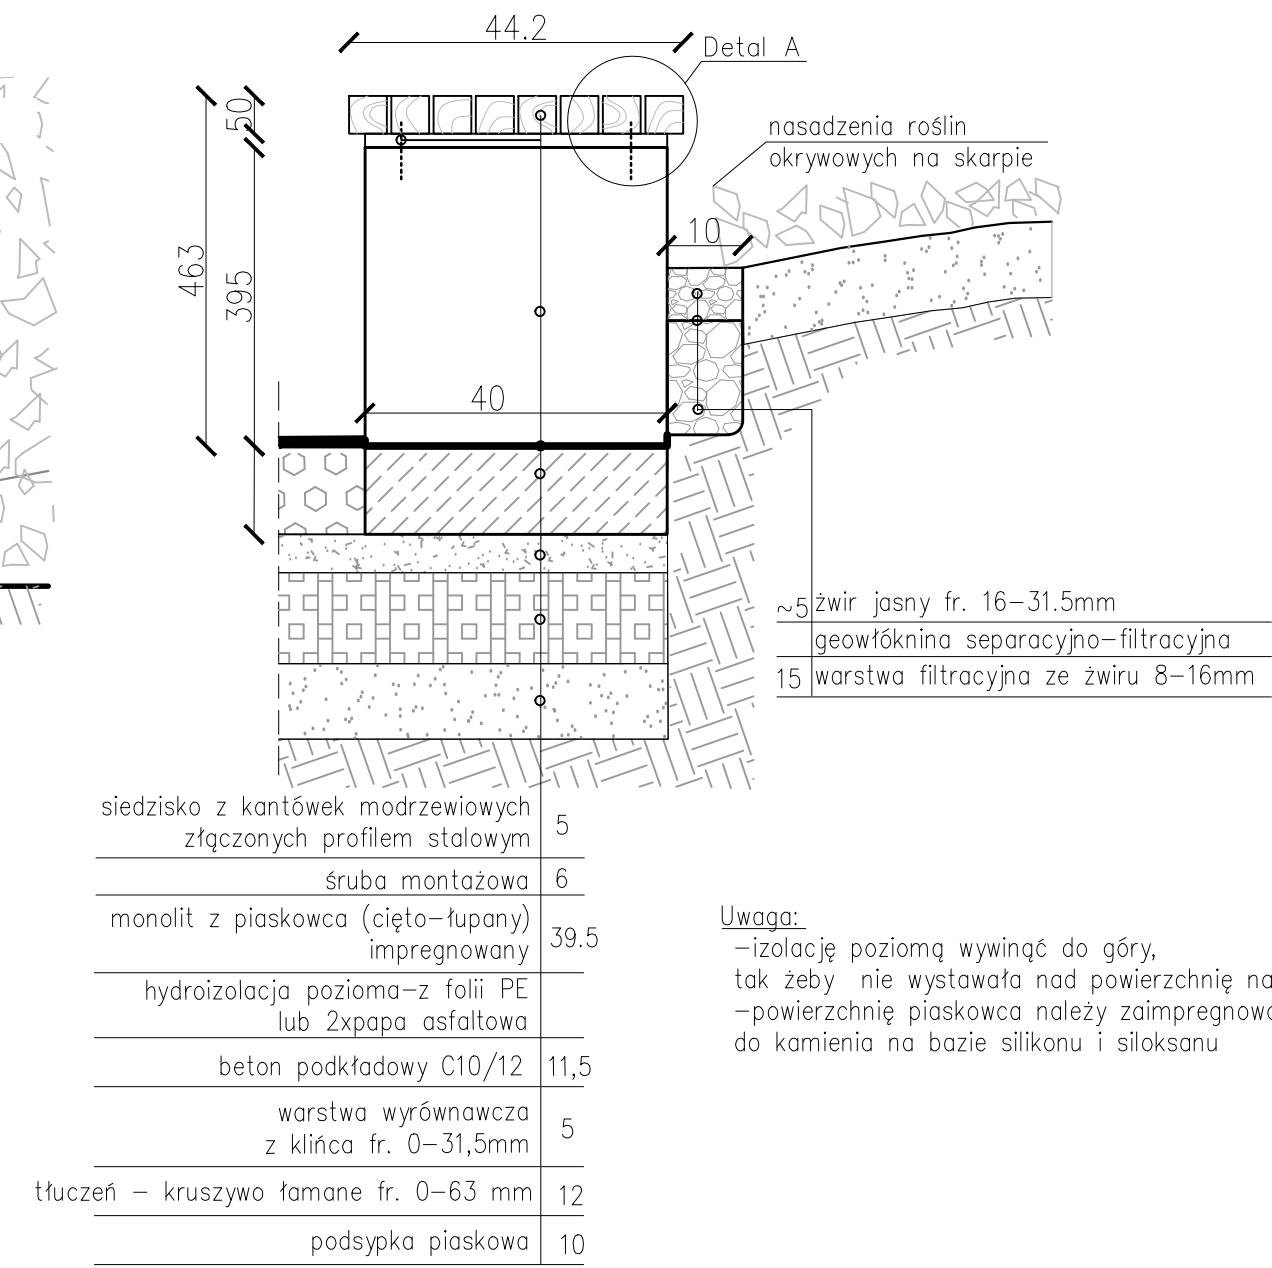 44.2
Detal A
50
nasadzenia roślin
okrywowych na skarpie
10
463
395
40
~5 żwir jasny fr. 16–31.5mm
geowłóknina separacyjno–filtracyjna
15 warstwa filtracyjna ze żwiru 8–16mm
siedzisko z kantówek modrzewiowych
złączonych profilem stalowym
5
śruba montażowa 6
monolit z piaskowca (cięto–łupany)
impregnowany
39.5
hydroizolacja pozioma–z folii PE
lub 2xpapa asfaltowa
beton podkładowy C10/12 11,5
warstwa wyrównawcza
z klińca fr. 0–31,5mm
5
tłuczeń – kruszywo łamane fr. 0–63 mm 12
podsypka piaskowa 10
Uwaga:
–izolację poziomą wywinąć do góry,
tak żeby nie wystawała nad powierzchnię na
–powierzchnię piaskowca należy zaimpregnowa
do kamienia na bazie silikonu i siloksanu